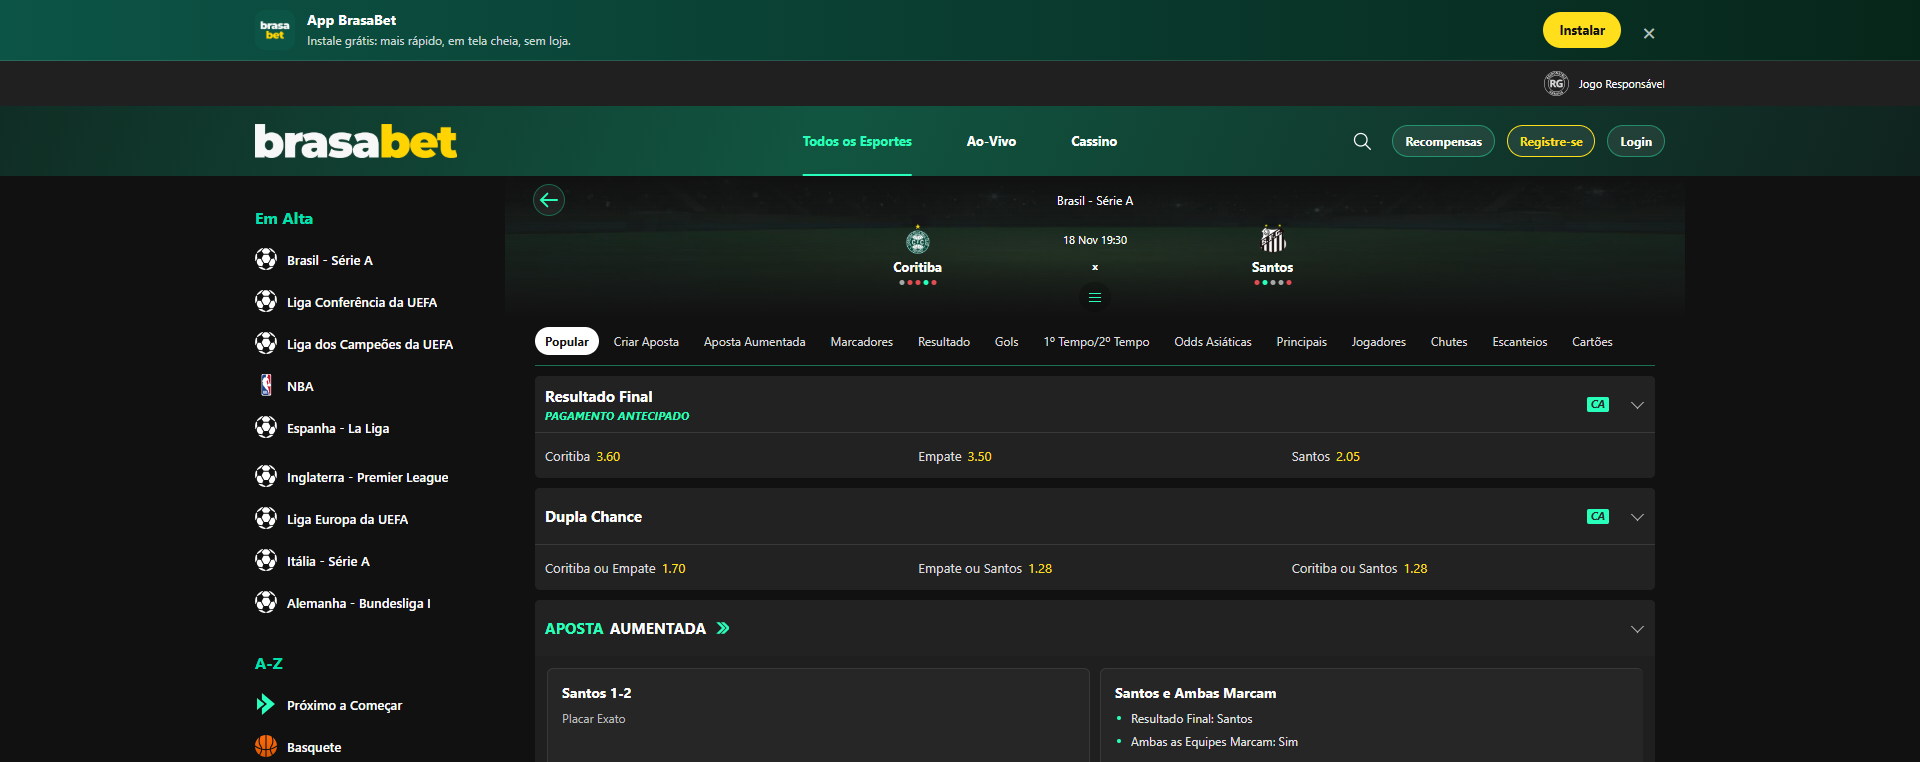 brasa
bet
App BrasaBet
Instale grátis: mais rápido, em tela cheia, sem loja.
Instalar
RG
Jogo Responsável
brasabet
Todos os Esportes
Ao-Vivo
Cassino
Recompensas
Registre-se
Login
Em Alta
Brasil - Série A
Liga Conferência da UEFA
Liga dos Campeões da UEFA
NBA
Espanha - La Liga
Inglaterra - Premier League
Liga Europa da UEFA
Itália - Série A
Alemanha - Bundesliga I
A-Z
Próximo a Começar
Basquete
Brasil - Série A
18 Nov 19:30
Coritiba
x
Santos
Popular
Criar Aposta
Aposta Aumentada
Marcadores
Resultado
Gols
1º Tempo/2º Tempo
Odds Asiáticas
Principais
Jogadores
Chutes
Escanteios
Cartões
Resultado Final
PAGAMENTO ANTECIPADO
CA
Coritiba 3.60
Empate 3.50
Santos 2.05
Dupla Chance
CA
Coritiba ou Empate 1.70
Empate ou Santos 1.28
Coritiba ou Santos 1.28
APOSTA AUMENTADA
Santos 1-2
Placar Exato
Santos e Ambas Marcam
Resultado Final: Santos
Ambas as Equipes Marcam: Sim